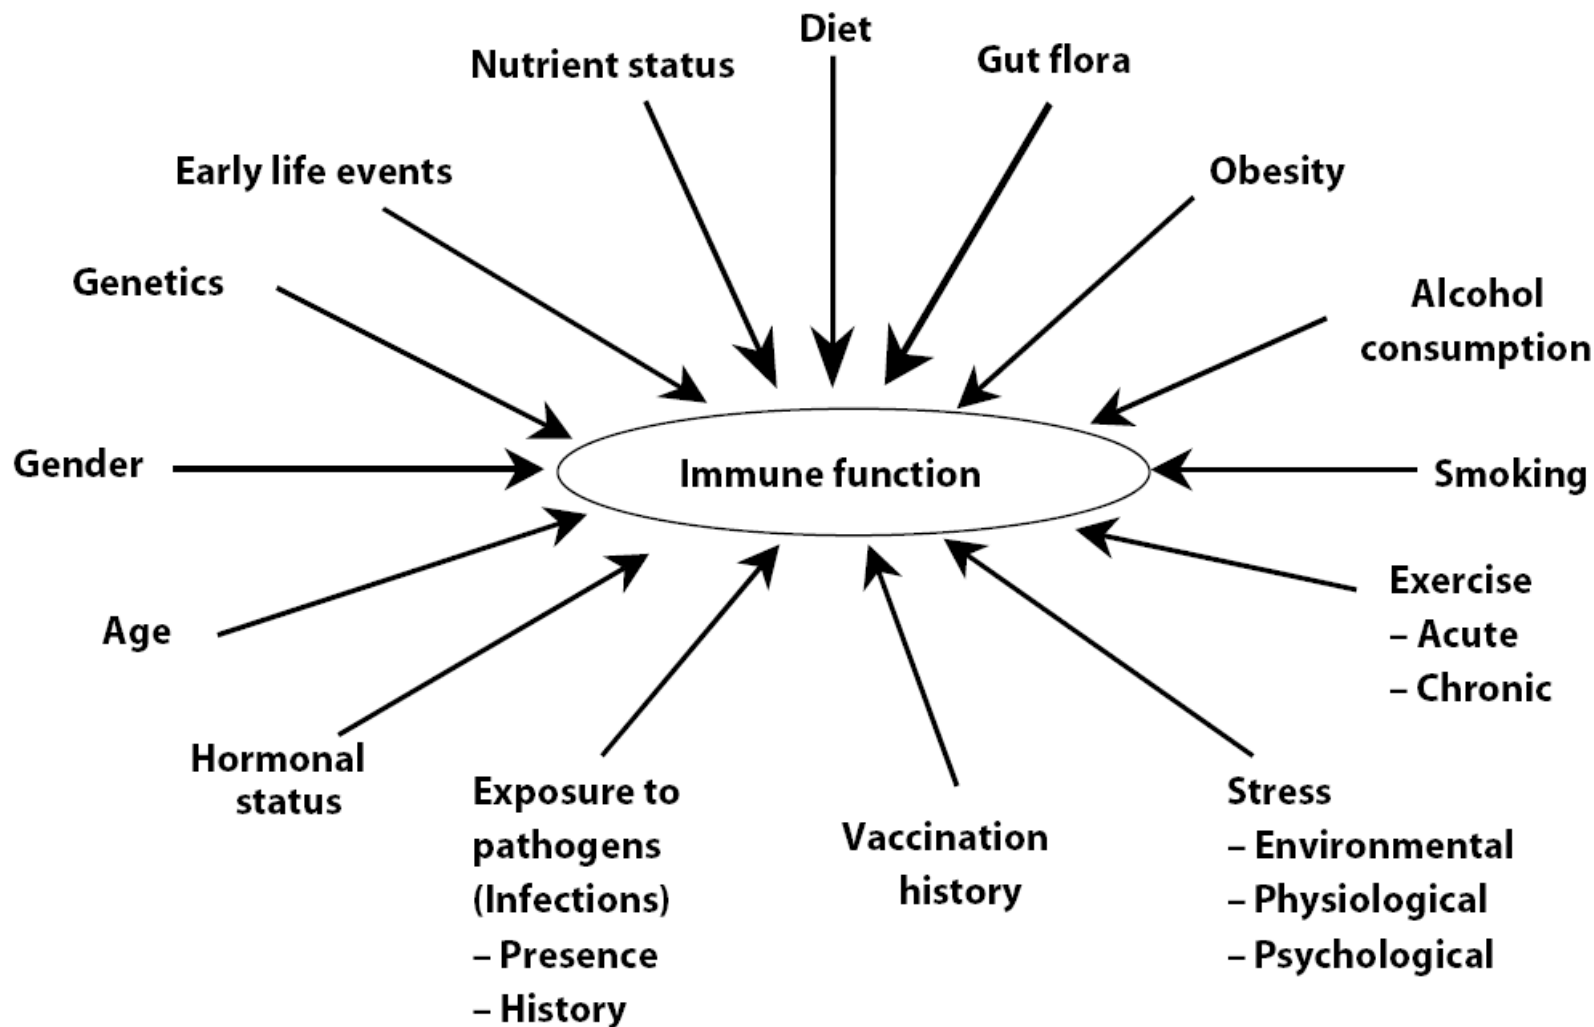 Diet
Nutrient status
Gut flora
Early life events
Obesity
Genetics
Alcohol
consumption
Gender
Immune function
Smoking
Age
Exercise
– Acute
– Chronic
Hormonal
status
Exposure to
pathogens
(Infections)
– Presence
– History
Vaccination
history
Stress
– Environmental
– Physiological
– Psychological